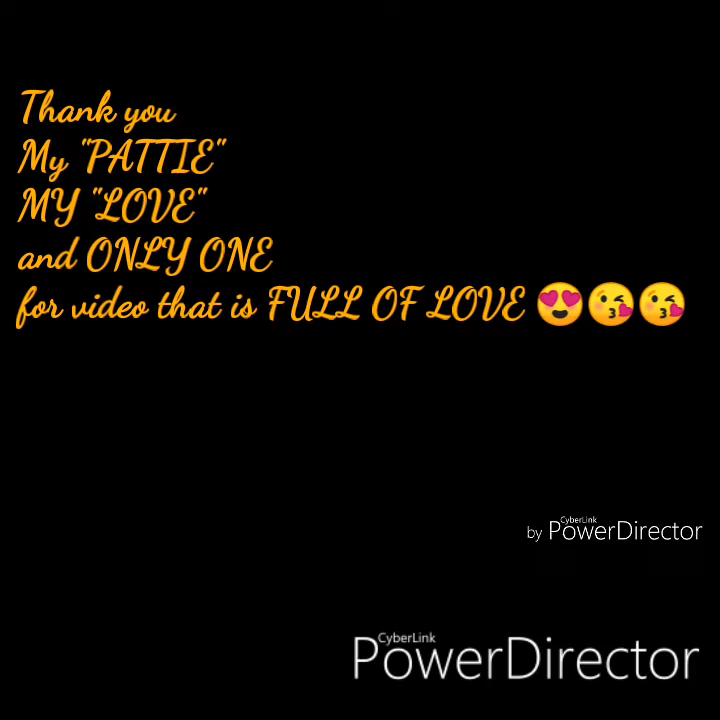 Thank you
My "PATTIE"
MY "LOVE"
and ONLY ONE
for video that is FULL OF LOVE 😍😘😘
by CyberLink PowerDirector
CyberLink
PowerDirector